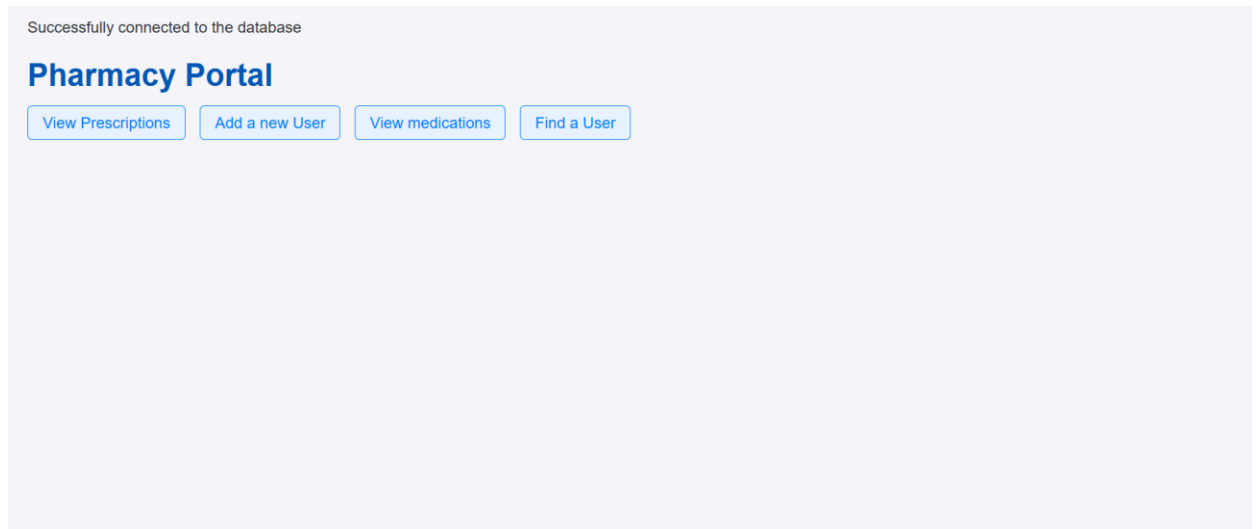 Successfully connected to the database
Pharmacy Portal
View Prescriptions Add a new User View medications Find a User